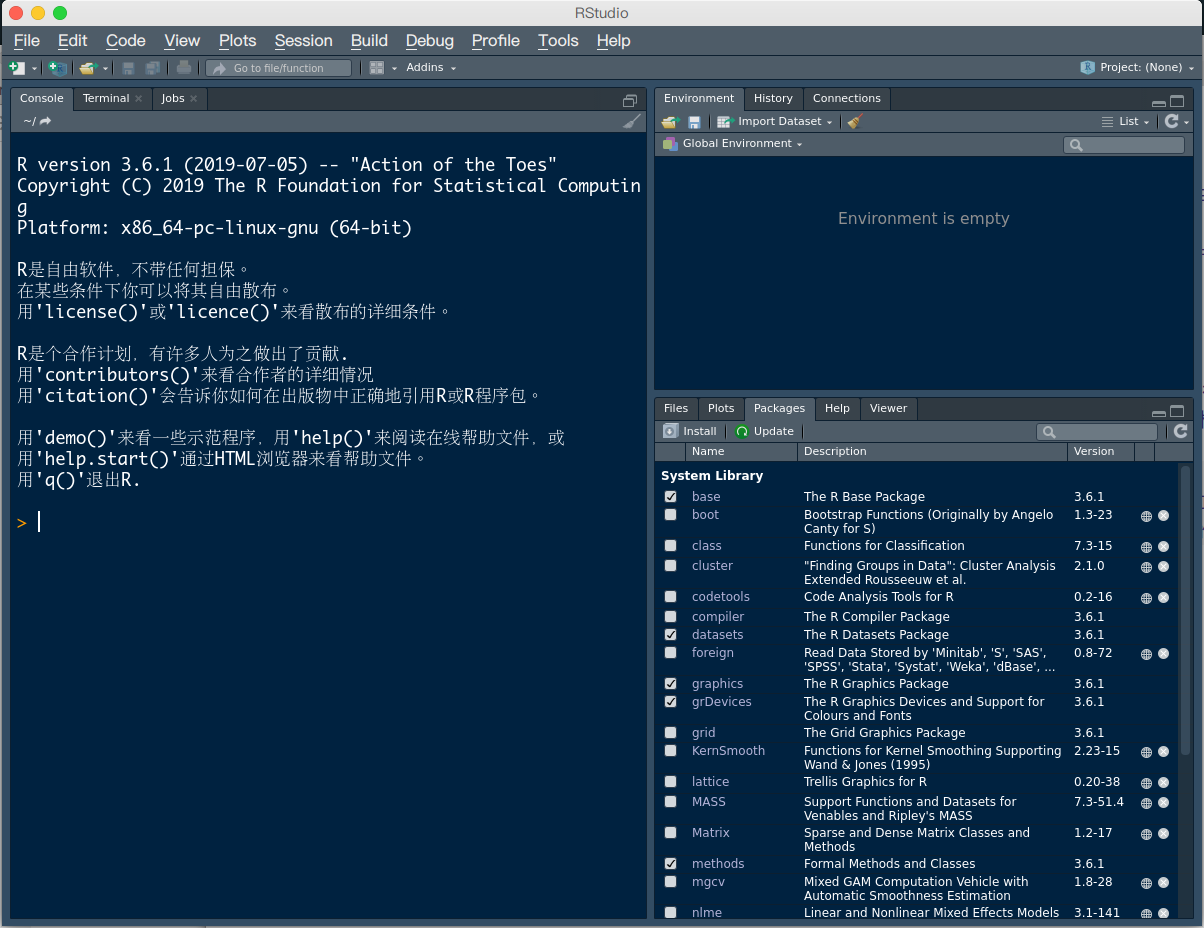 RStudio
File Edit Code View Plots Session Build Debug Profile Tools Help
Go to file/function Addins Project: (None)
Console Terminal Jobs
~/
R version 3.6.1 (2019-07-05) -- "Action of the Toes"
Copyright (C) 2019 The R Foundation for Statistical Computin
g
Platform: x86_64-pc-linux-gnu (64-bit)
R是自由软件，不带任何担保。
在某些条件下你可以将其自由散布。
用'license()'或'licence()'来看散布的详细条件。
R是个合作计划，有许多人为之做出了贡献.
用'contributors()'来看合作者的详细情况
用'citation()'会告诉你如何在出版物中正确地引用R或R程序包。
用'demo()'来看一些示范程序，用'help()'来阅读在线帮助文件，或
用'help.start()'通过HTML浏览器来看帮助文件。
用'q()'退出R.
>
Environment History Connections
Import Dataset List
Global Environment
Environment is empty
Files Plots Packages Help Viewer
Install Update
Name Description Version
System Library
base The R Base Package 3.6.1
boot Bootstrap Functions (Originally by Angelo 1.3-23
Canty for S)
class Functions for Classification 7.3-15
cluster "Finding Groups in Data": Cluster Analysis 2.1.0
Extended Rousseeuw et al.
codetools Code Analysis Tools for R 0.2-16
compiler The R Compiler Package 3.6.1
datasets The R Datasets Package 3.6.1
foreign Read Data Stored by 'Minitab', 'S', 'SAS', 0.8-72
'SPSS', 'Stata', 'Systat', 'Weka', 'dBase', ...
graphics The R Graphics Package 3.6.1
grDevices The R Graphics Devices and Support for 3.6.1
Colours and Fonts
grid The Grid Graphics Package 3.6.1
KernSmooth Functions for Kernel Smoothing Supporting 2.23-15
Wand & Jones (1995)
lattice Trellis Graphics for R 0.20-38
MASS Support Functions and Datasets for 7.3-51.4
Venables and Ripley's MASS
Matrix Sparse and Dense Matrix Classes and 1.2-17
Methods
methods Formal Methods and Classes 3.6.1
mgcv Mixed GAM Computation Vehicle with 1.8-28
Automatic Smoothness Estimation
nlme Linear and Nonlinear Mixed Effects Models 3.1-141